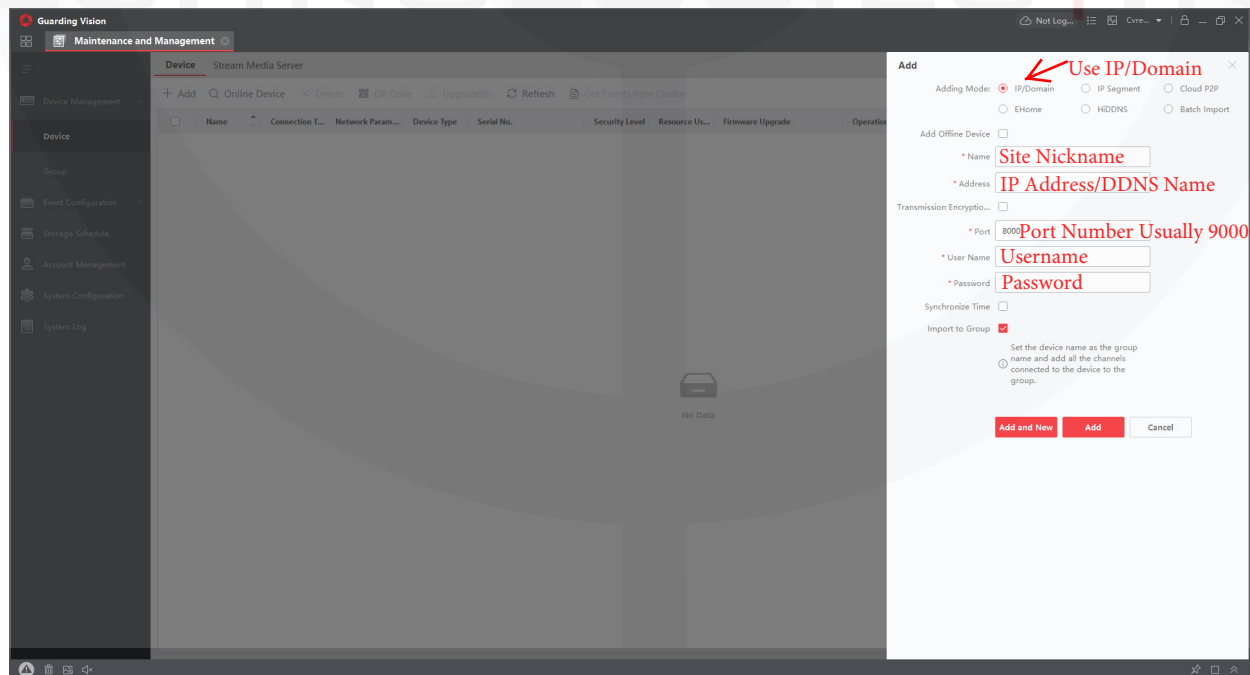 Guarding Vision
Not Log... Cvre...
Maintenance and Management
Device Stream Media Server
+ Add Online Device Delete QR Code Upgrade(0) Refresh Get Events from Device
Name Connection T... Network Param... Device Type Serial No. Security Level Resource Us... Firmware Upgrade Operation
Device Management
Device
Group
Event Configuration
Storage Schedule
Account Management
System Configuration
System Log
No Data
Add
Use IP/Domain
Adding Mode: IP/Domain IP Segment Cloud P2P
EHome HiDDNS Batch Import
Add Offline Device
* Name Site Nickname
* Address IP Address/DDNS Name
Transmission Encryptio...
* Port 8000 Port Number Usually 9000
* User Name Username
* Password Password
Synchronize Time
Import to Group
Set the device name as the group
name and add all the channels
connected to the device to the
group.
Add and New Add Cancel